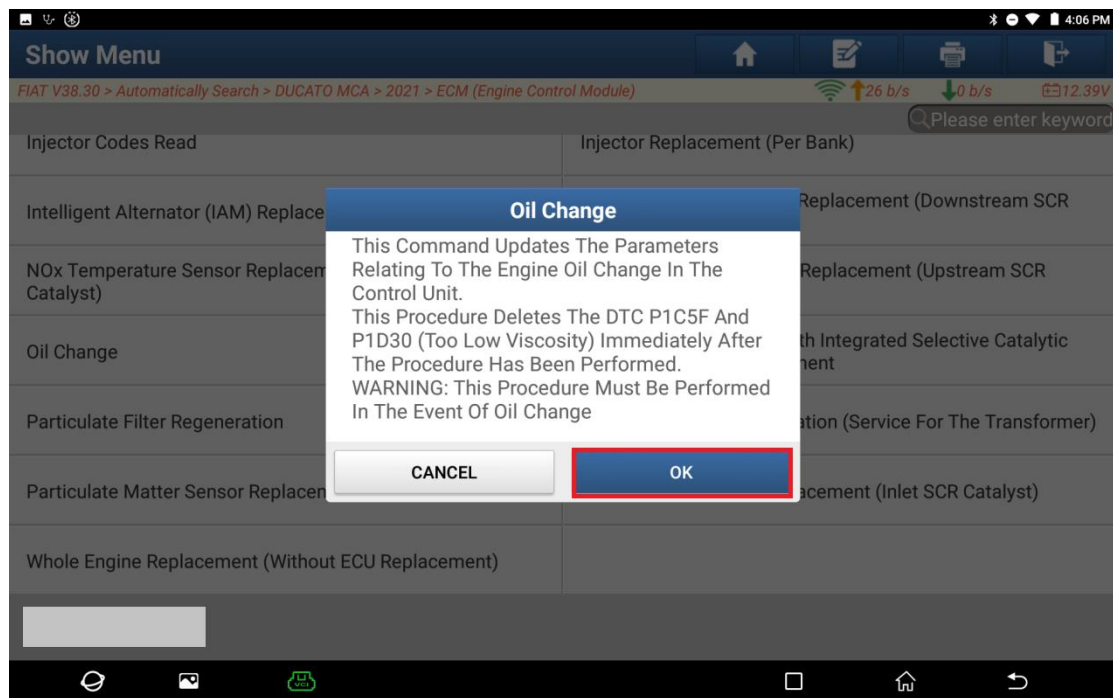 4:06 PM
Show Menu
FIAT V38.30 > Automatically Search > DUCATO MCA > 2021 > ECM (Engine Control Module)
26 b/s
0 b/s
12.39V
Please enter keyword
Injector Codes Read
Injector Replacement (Per Bank)
Intelligent Alternator (IAM) Replace
Replacement (Downstream SCR
NOx Temperature Sensor Replacem
Catalyst)
Replacement (Upstream SCR
Oil Change
th Integrated Selective Catalytic
nent
Particulate Filter Regeneration
ation (Service For The Transformer)
Particulate Matter Sensor Replacen
acement (Inlet SCR Catalyst)
Whole Engine Replacement (Without ECU Replacement)
Oil Change
This Command Updates The Parameters
Relating To The Engine Oil Change In The
Control Unit.
This Procedure Deletes The DTC P1C5F And
P1D30 (Too Low Viscosity) Immediately After
The Procedure Has Been Performed.
WARNING: This Procedure Must Be Performed
In The Event Of Oil Change
CANCEL
OK
VCI